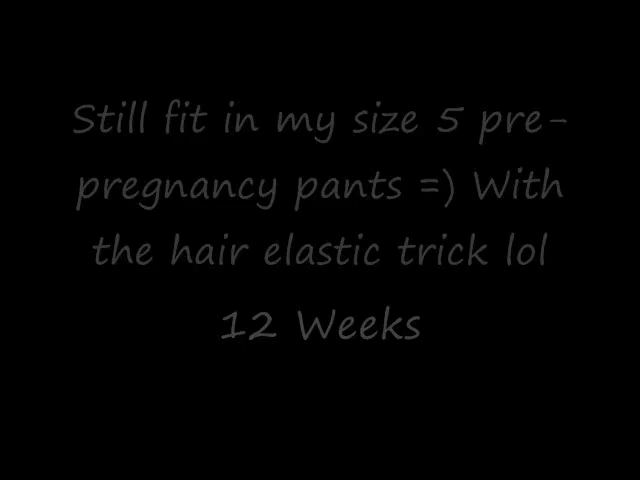 Still fit in my size 5 pre-
pregnancy pants =) With
the hair elastic trick lol
12 Weeks